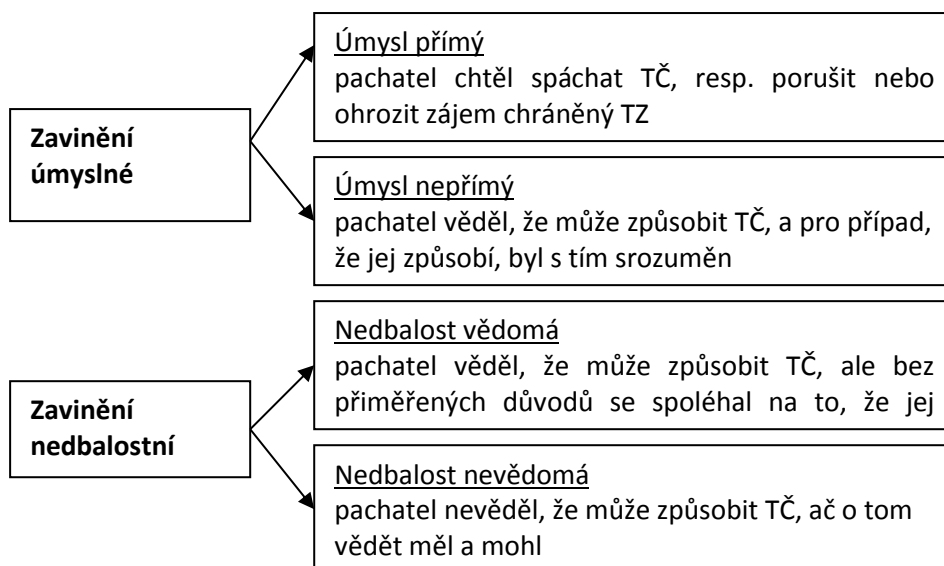 Zavinění
úmyslné
Úmysl přímý
pachatel chtěl spáchat TČ, resp. porušit nebo
ohrozit zájem chráněný TZ
Úmysl nepřímý
pachatel věděl, že může způsobit TČ, a pro případ,
že jej způsobí, byl s tím srozuměn
Zavinění
nedbalostní
Nedbalost vědomá
pachatel věděl, že může způsobit TČ, ale bez
přiměřených důvodů se spoléhal na to, že jej
Nedbalost nevědomá
pachatel nevěděl, že může způsobit TČ, ač o tom
vědět měl a mohl